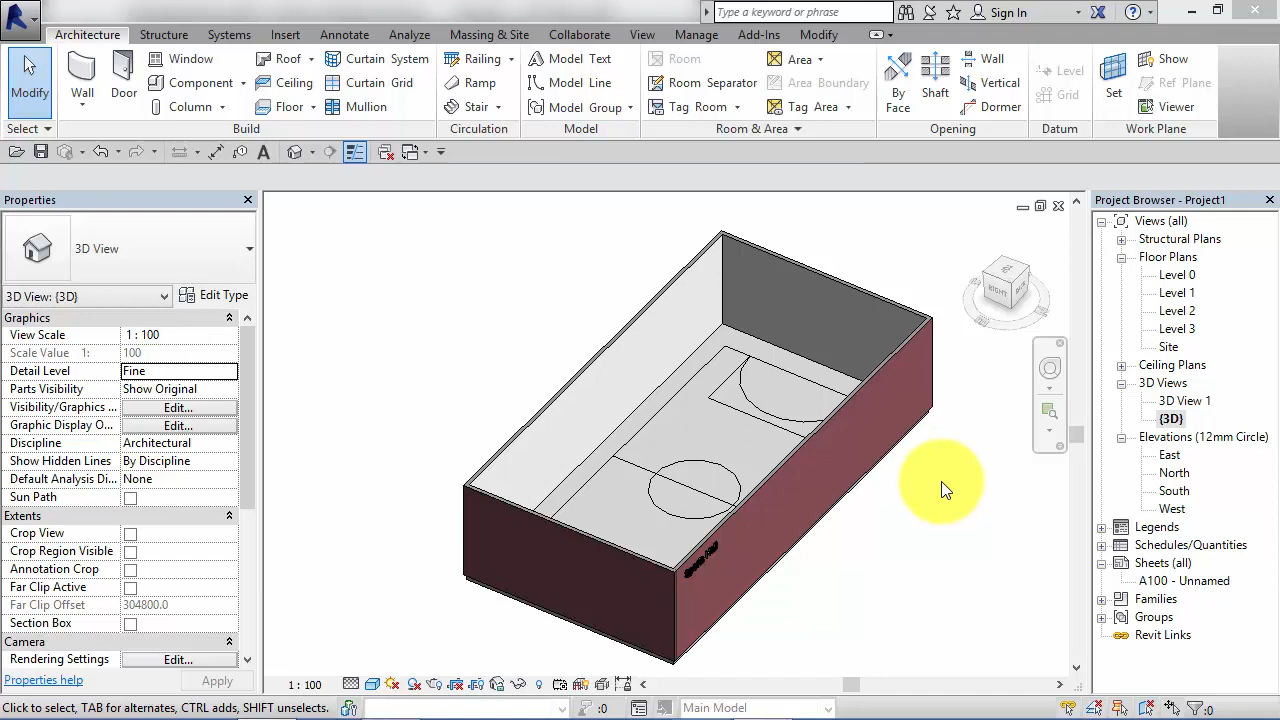 Type a keyword or phrase
Sign In
Architecture Structure Systems Insert Annotate Analyze Massing & Site Collaborate View Manage Add-Ins Modify
Modify
Wall
Door
Window
Component
Column
Roof
Ceiling
Floor
Curtain System
Curtain Grid
Mullion
Railing
Ramp
Stair
Model Text
Model Line
Model Group
Room
Room Separator
Tag Room
Area
Area Boundary
Tag Area
By
Face
Shaft
Wall
Vertical
Dormer
Level
Grid
Set
Show
Ref Plane
Viewer
Select Build Circulation Model Room & Area Opening Datum Work Plane
Properties
3D View
3D View: {3D} Edit Type
Graphics
View Scale 1 : 100
Scale Value 1: 100
Detail Level Fine
Parts Visibility Show Original
Visibility/Graphics ... Edit...
Graphic Display O... Edit...
Discipline Architectural
Show Hidden Lines By Discipline
Default Analysis Di... None
Sun Path
Extents
Crop View
Crop Region Visible
Annotation Crop
Far Clip Active
Far Clip Offset 304800.0
Section Box
Camera
Rendering Settings Edit...
Properties help Apply
RIGHT
Project Browser - Project1
Views (all)
Structural Plans
Floor Plans
Level 0
Level 1
Level 2
Level 3
Site
Ceiling Plans
3D Views
3D View 1
{3D}
Elevations (12mm Circle)
East
North
South
West
Legends
Schedules/Quantities
Sheets (all)
A100 - Unnamed
Families
Groups
Revit Links
1 : 100
Click to select, TAB for alternates, CTRL adds, SHIFT unselects. :0 Main Model :0